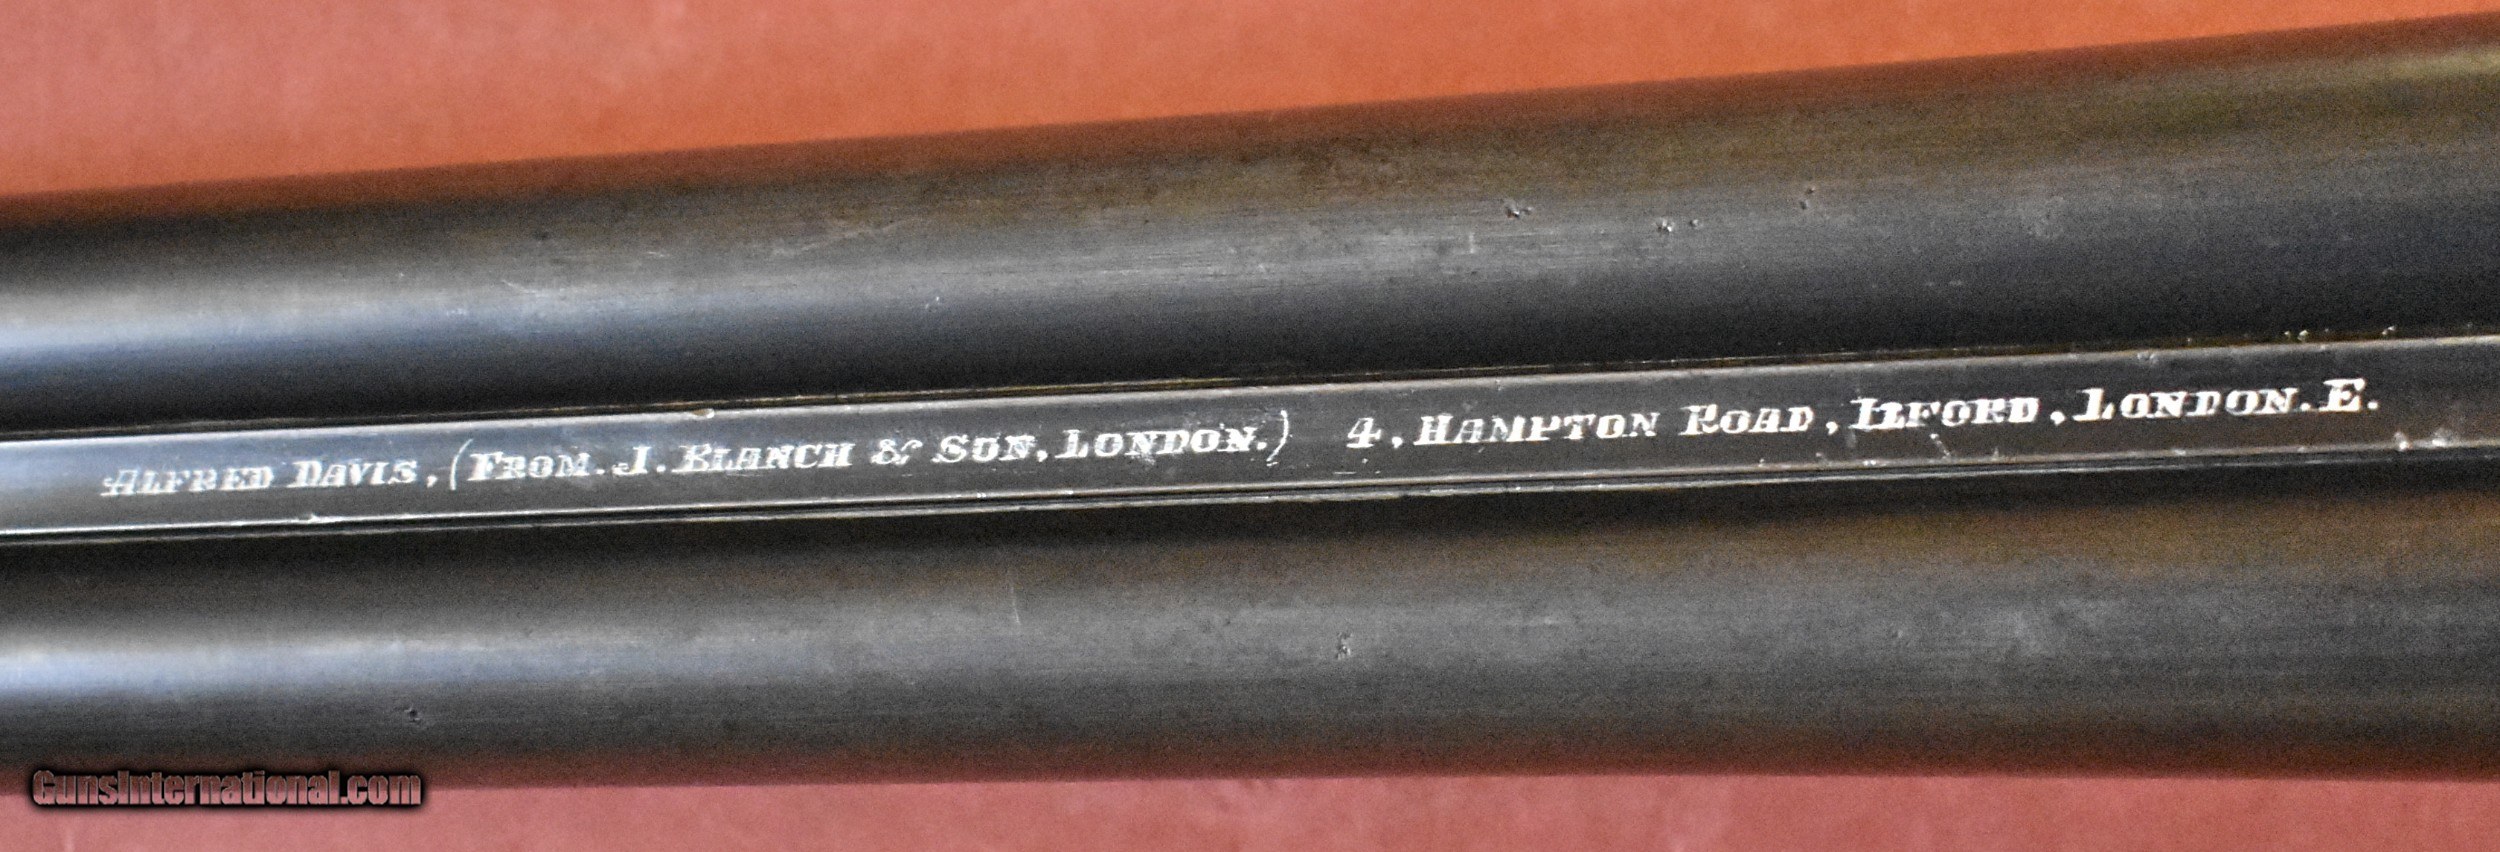 Alfred Davis, (From. J. Blanch & Son, London.) 4, Hampton Road, Ilford, London. E.
GunsInternational.com